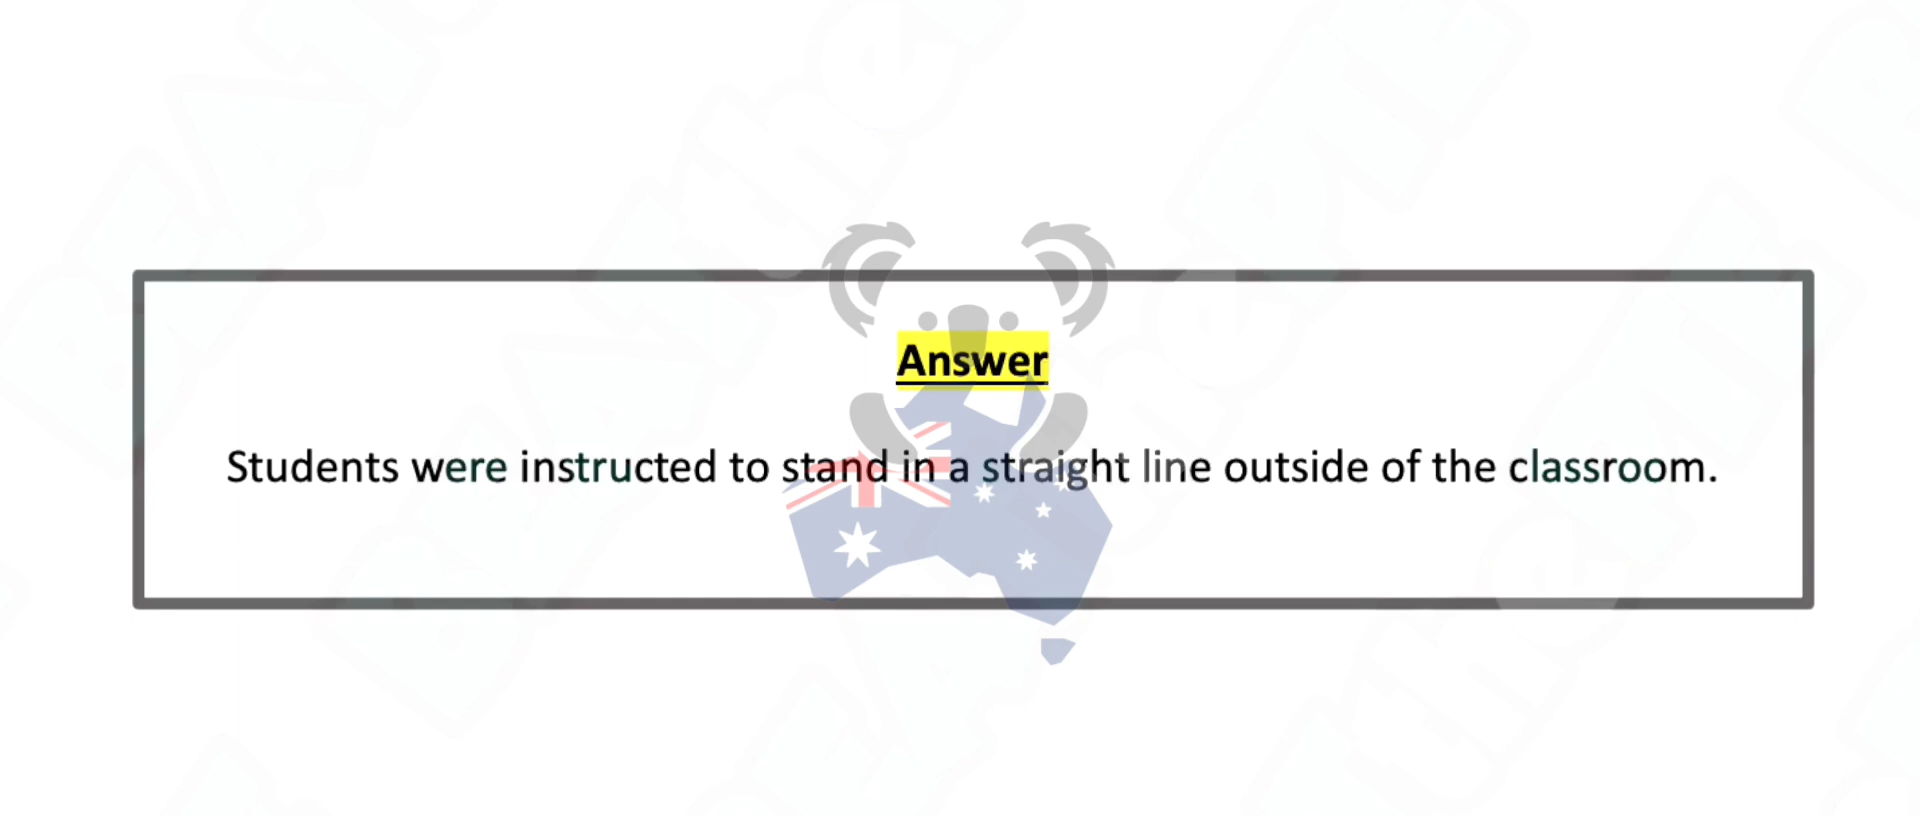 Answer
Students were instructed to stand in a straight line outside of the classroom.